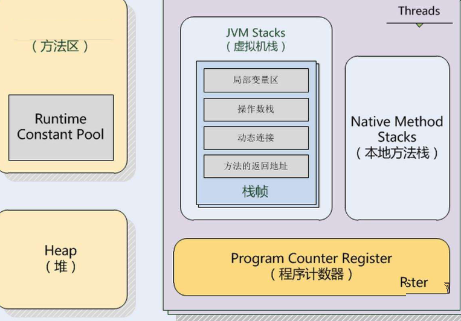 （方法区）
Runtime
Constant Pool
Heap
（堆）
Threads
JVM Stacks
（虚拟机栈）
局部变量区
操作数栈
动态连接
方法的返回地址
栈帧
Native Method
Stacks
（本地方法栈）
Program Counter Register
（程序计数器）